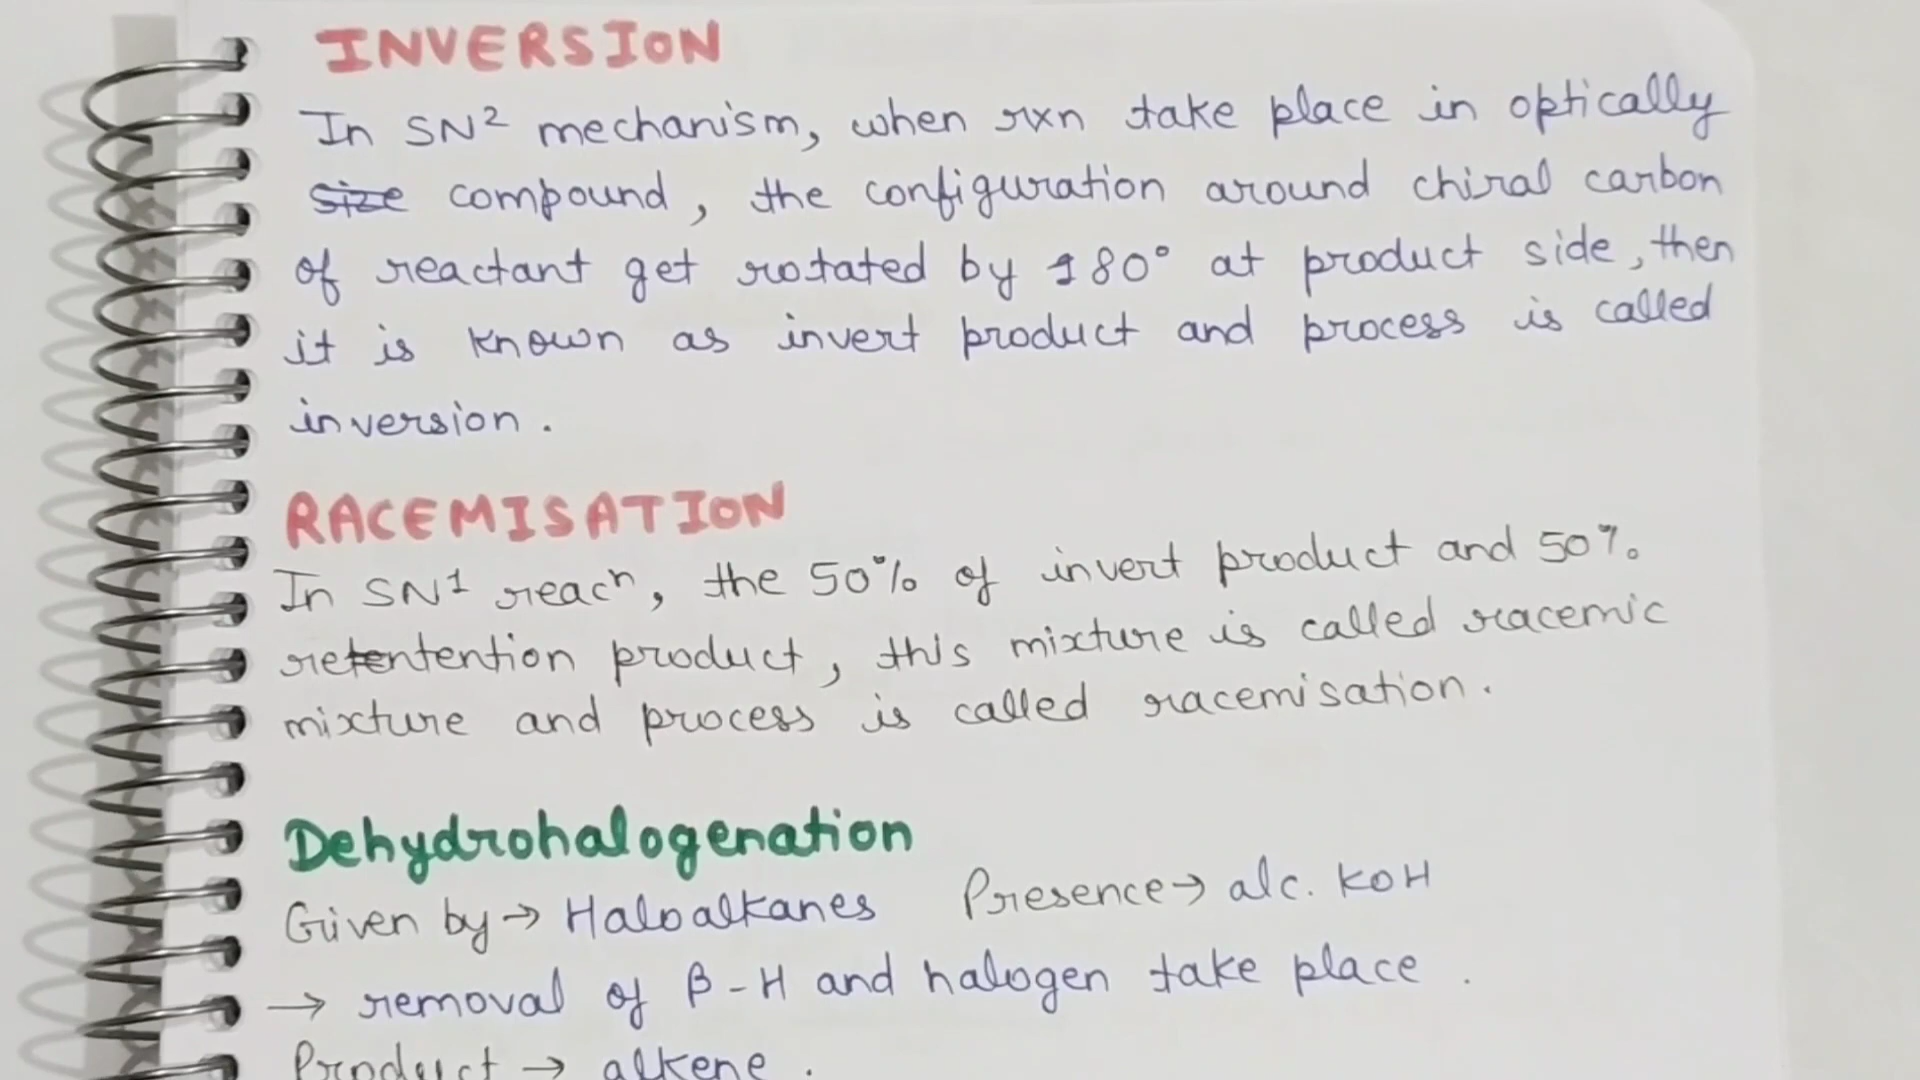 INVERSION
In SN² mechanism, when rxn take place in optically
size compound, the configuration around chiral carbon
of reactant get rotated by 180° at product side, then
it is known as invert product and process is called
inversion.
RACEMISATION
In SN1 reacⁿ, the 50% of invert product and 50%
retentention product, this mixture is called racemic
mixture and process is called racemisation.
Dehydrohalogenation
Given by → Haloalkanes Presence → alc. KOH
→ removal of β-H and halogen take place.
Product → alkene.